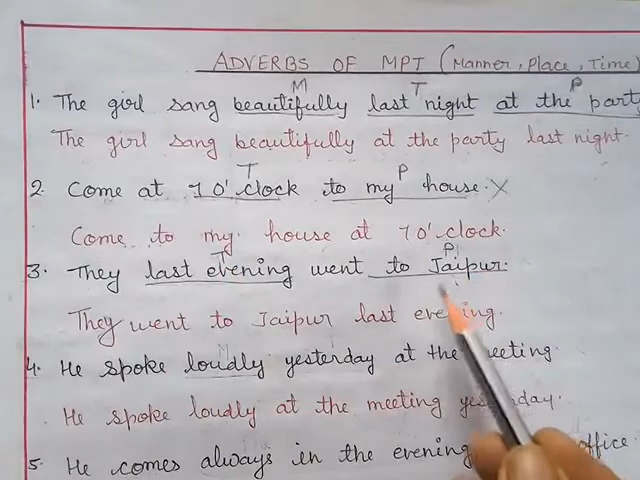 ADVERBS OF MPT (Manner, Place, Time)
M T P
1. The girl sang beautifully last night at the party
The girl sang beautifully at the party last night.
T P
2. Come at 7 O'clock to my house. X
Come to my house at 7 O'clock.
T P
3. They last evening went to Jaipur.
They went to Jaipur last evening.
4. He spoke loudly yesterday at the meeting.
He spoke loudly at the meeting yesterday.
5. He comes always in the evening office.